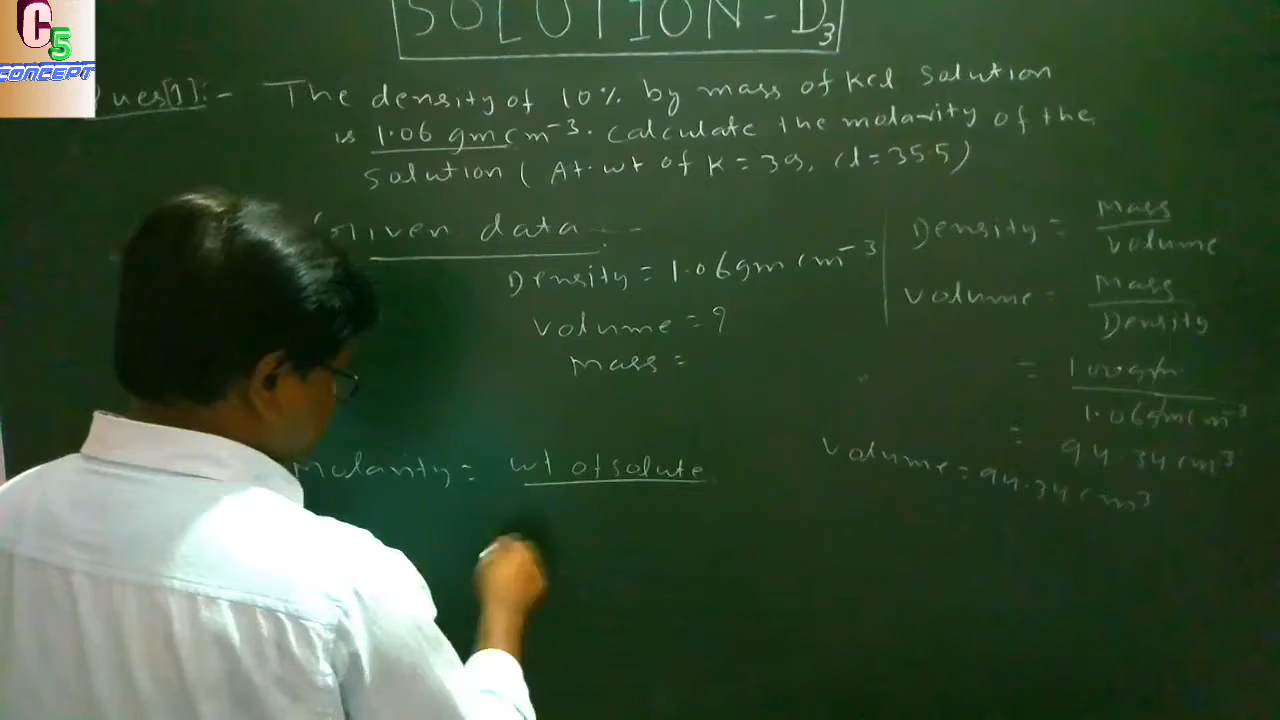 C5
CONCEPT
SOLUTION - D3
Ques[1]:- The density of 10% by mass of Kcl solution
is 1.06 gm cm-3. calculate the molarity of the
solution ( At. wt of K = 39, cl = 35.5)
Given data :-
Density = 1.06 gm cm-3
volume = ?
Mass =
Molarity = wt of solute
Density = Mass
volume
volume = Mass
Density
= 100 gm
1.06 gm cm-3
= 94.34 cm3
volume = 94.34 cm3